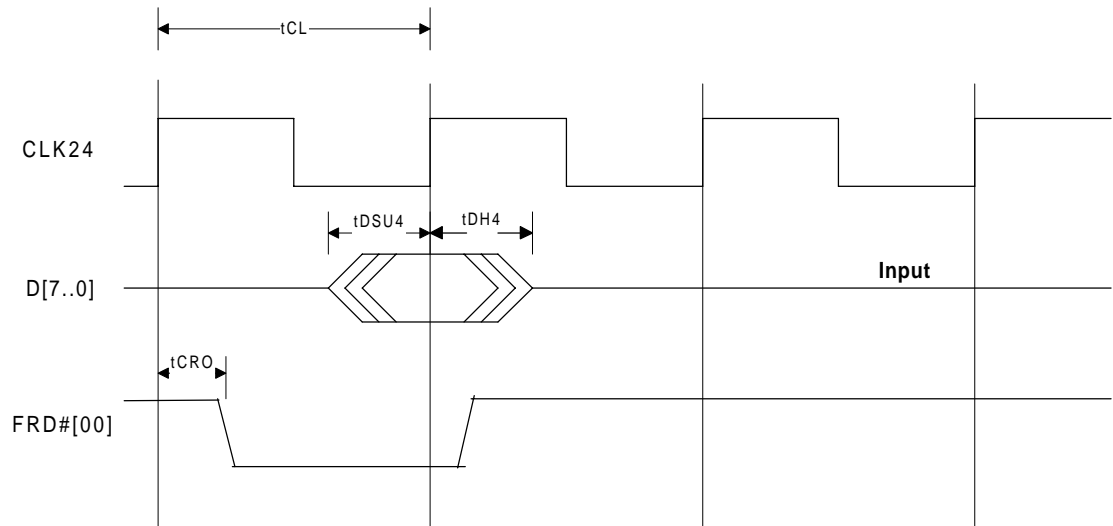 tCL
CLK24
tDSU4
tDH4
D[7..0]
Input
tCRO
FRD#[00]